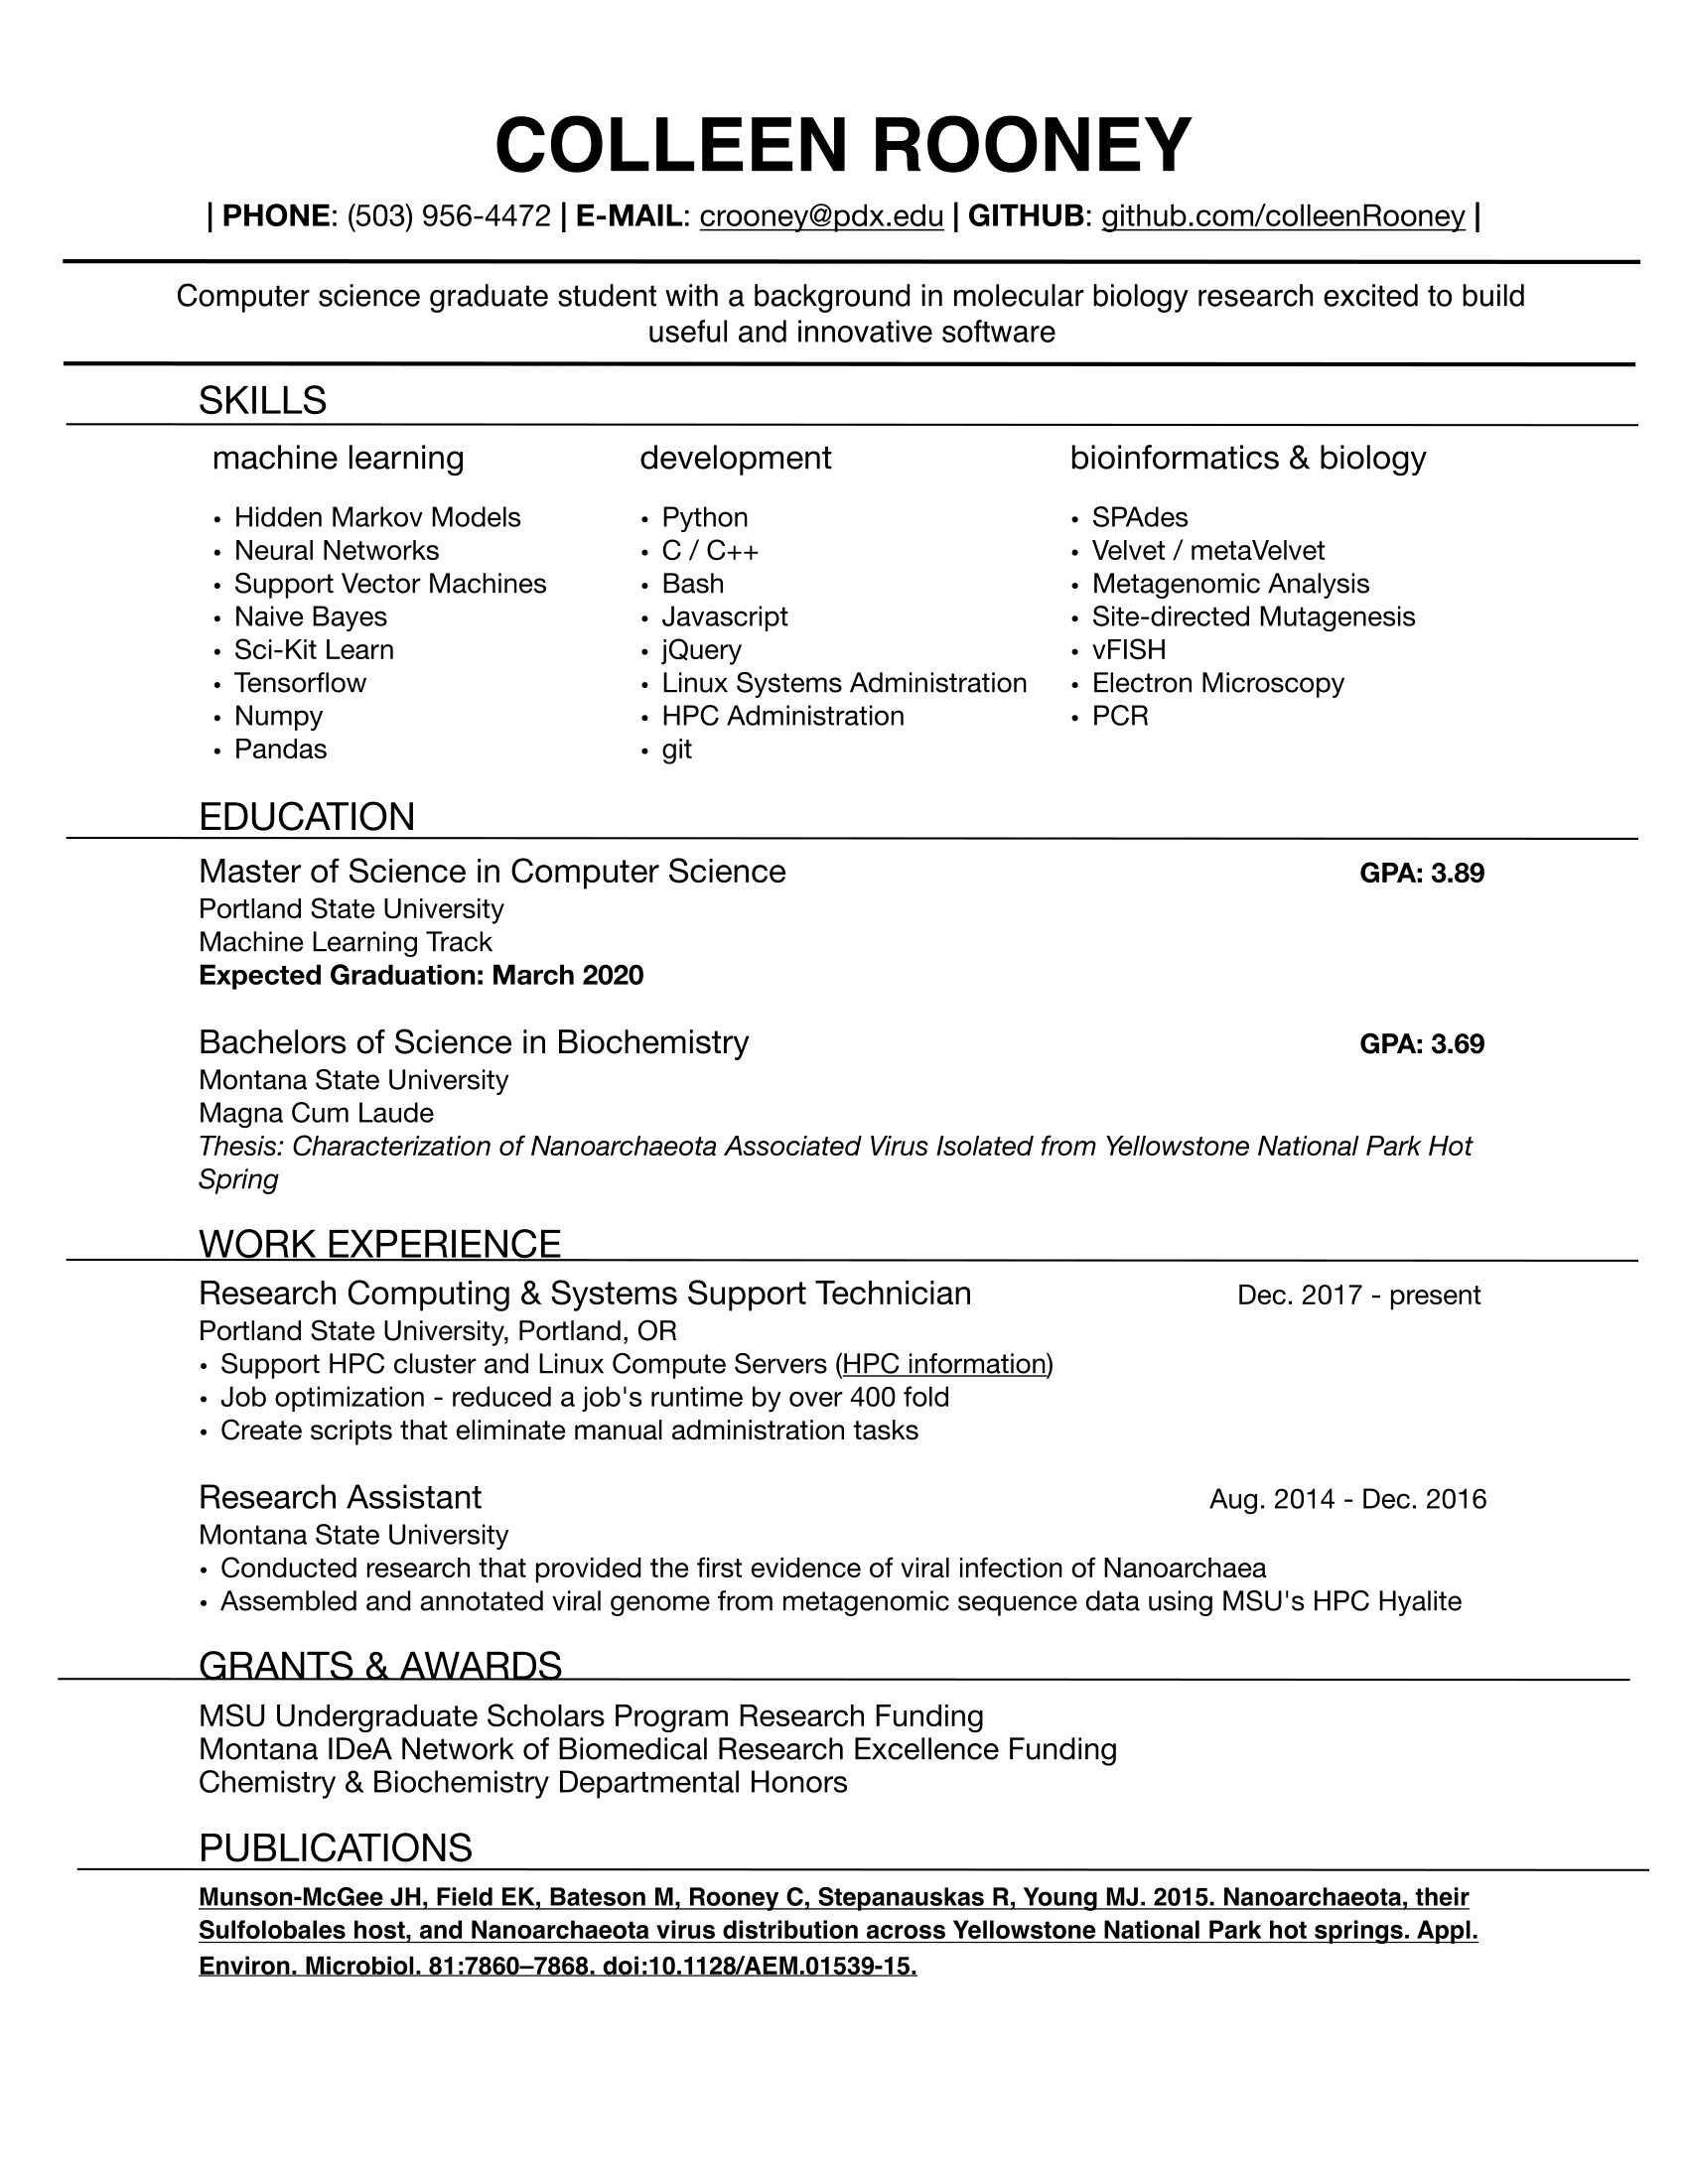 COLLEEN ROONEY
| PHONE: (503) 956-4472 | E-MAIL: crooney@pdx.edu | GITHUB: github.com/colleenRooney |
Computer science graduate student with a background in molecular biology research excited to build
useful and innovative software
SKILLS
machine learning
• Hidden Markov Models
• Neural Networks
• Support Vector Machines
• Naive Bayes
• Sci-Kit Learn
• Tensorflow
• Numpy
• Pandas
development
• Python
• C / C++
• Bash
• Javascript
• jQuery
• Linux Systems Administration
• HPC Administration
• git
bioinformatics & biology
• SPAdes
• Velvet / metaVelvet
• Metagenomic Analysis
• Site-directed Mutagenesis
• vFISH
• Electron Microscopy
• PCR
EDUCATION
Master of Science in Computer Science GPA: 3.89
Portland State University
Machine Learning Track
Expected Graduation: March 2020
Bachelors of Science in Biochemistry GPA: 3.69
Montana State University
Magna Cum Laude
Thesis: Characterization of Nanoarchaeota Associated Virus Isolated from Yellowstone National Park Hot
Spring
WORK EXPERIENCE
Research Computing & Systems Support Technician Dec. 2017 - present
Portland State University, Portland, OR
• Support HPC cluster and Linux Compute Servers (HPC information)
• Job optimization - reduced a job's runtime by over 400 fold
• Create scripts that eliminate manual administration tasks
Research Assistant Aug. 2014 - Dec. 2016
Montana State University
• Conducted research that provided the first evidence of viral infection of Nanoarchaea
• Assembled and annotated viral genome from metagenomic sequence data using MSU's HPC Hyalite
GRANTS & AWARDS
MSU Undergraduate Scholars Program Research Funding
Montana IDeA Network of Biomedical Research Excellence Funding
Chemistry & Biochemistry Departmental Honors
PUBLICATIONS
Munson-McGee JH, Field EK, Bateson M, Rooney C, Stepanauskas R, Young MJ. 2015. Nanoarchaeota, their
Sulfolobales host, and Nanoarchaeota virus distribution across Yellowstone National Park hot springs. Appl.
Environ. Microbiol. 81:7860–7868. doi:10.1128/AEM.01539-15.